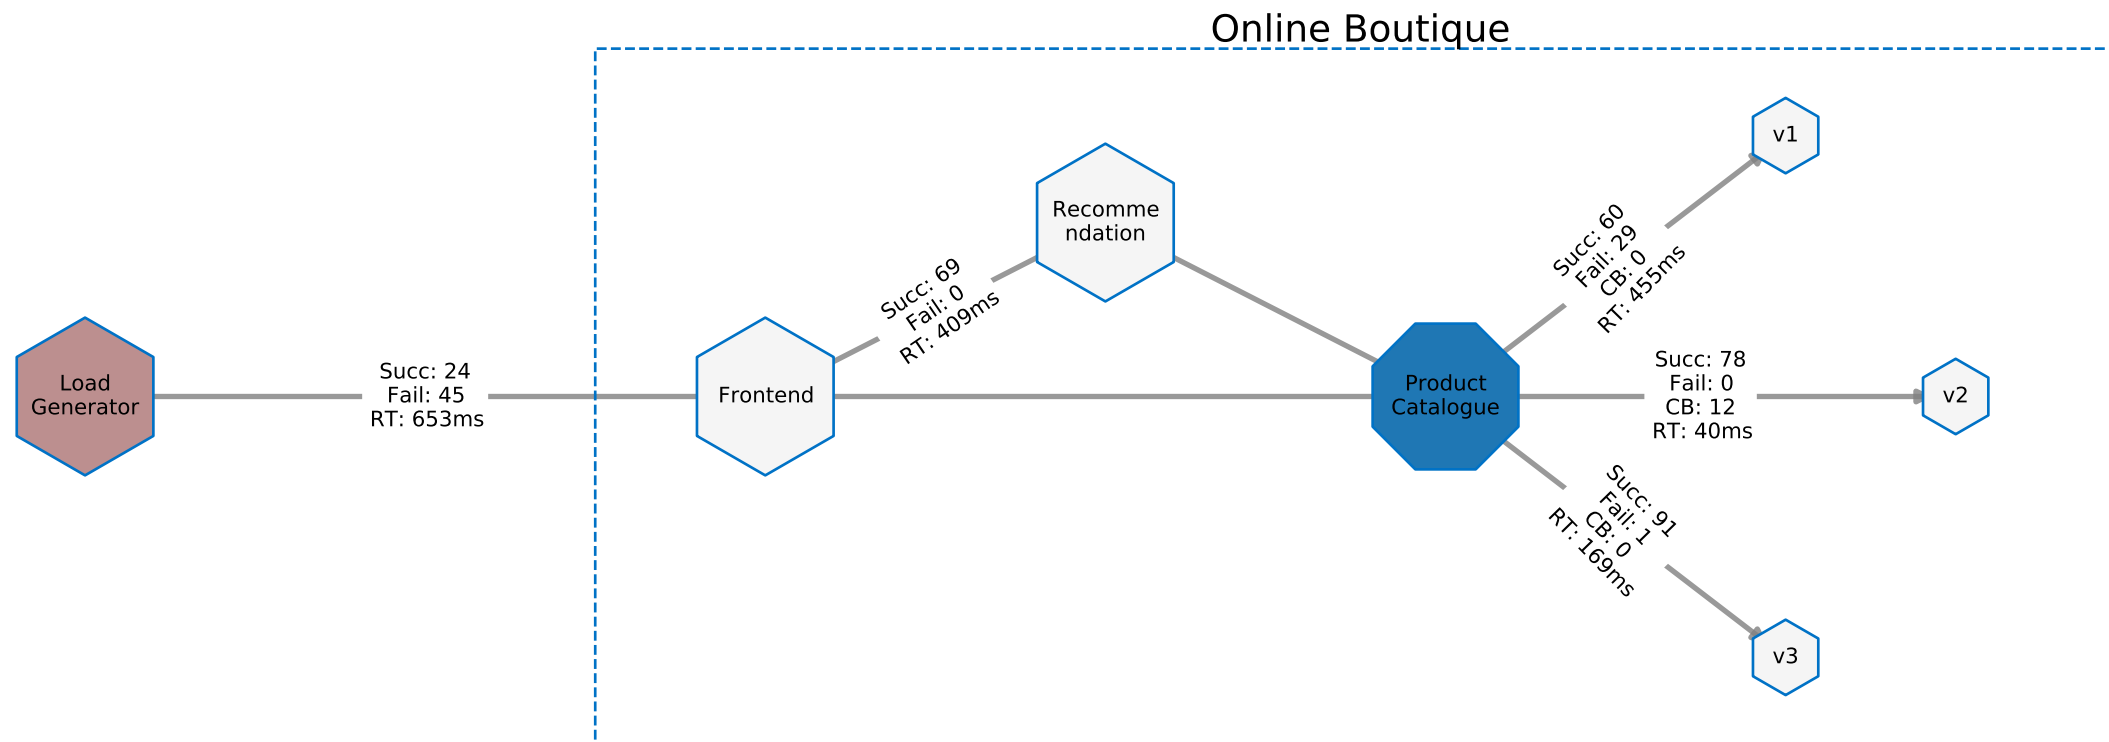 Online Boutique
Load
Generator
Succ: 24
Fail: 45
RT: 653ms
Frontend
Succ: 69
Fail: 0
RT: 409ms
Recomme
ndation
Product
Catalogue
Succ: 60
Fail: 29
CB: 0
RT: 455ms
v1
Succ: 78
Fail: 0
CB: 12
RT: 40ms
v2
Succ: 91
Fail: 1
CB: 0
RT: 169ms
v3